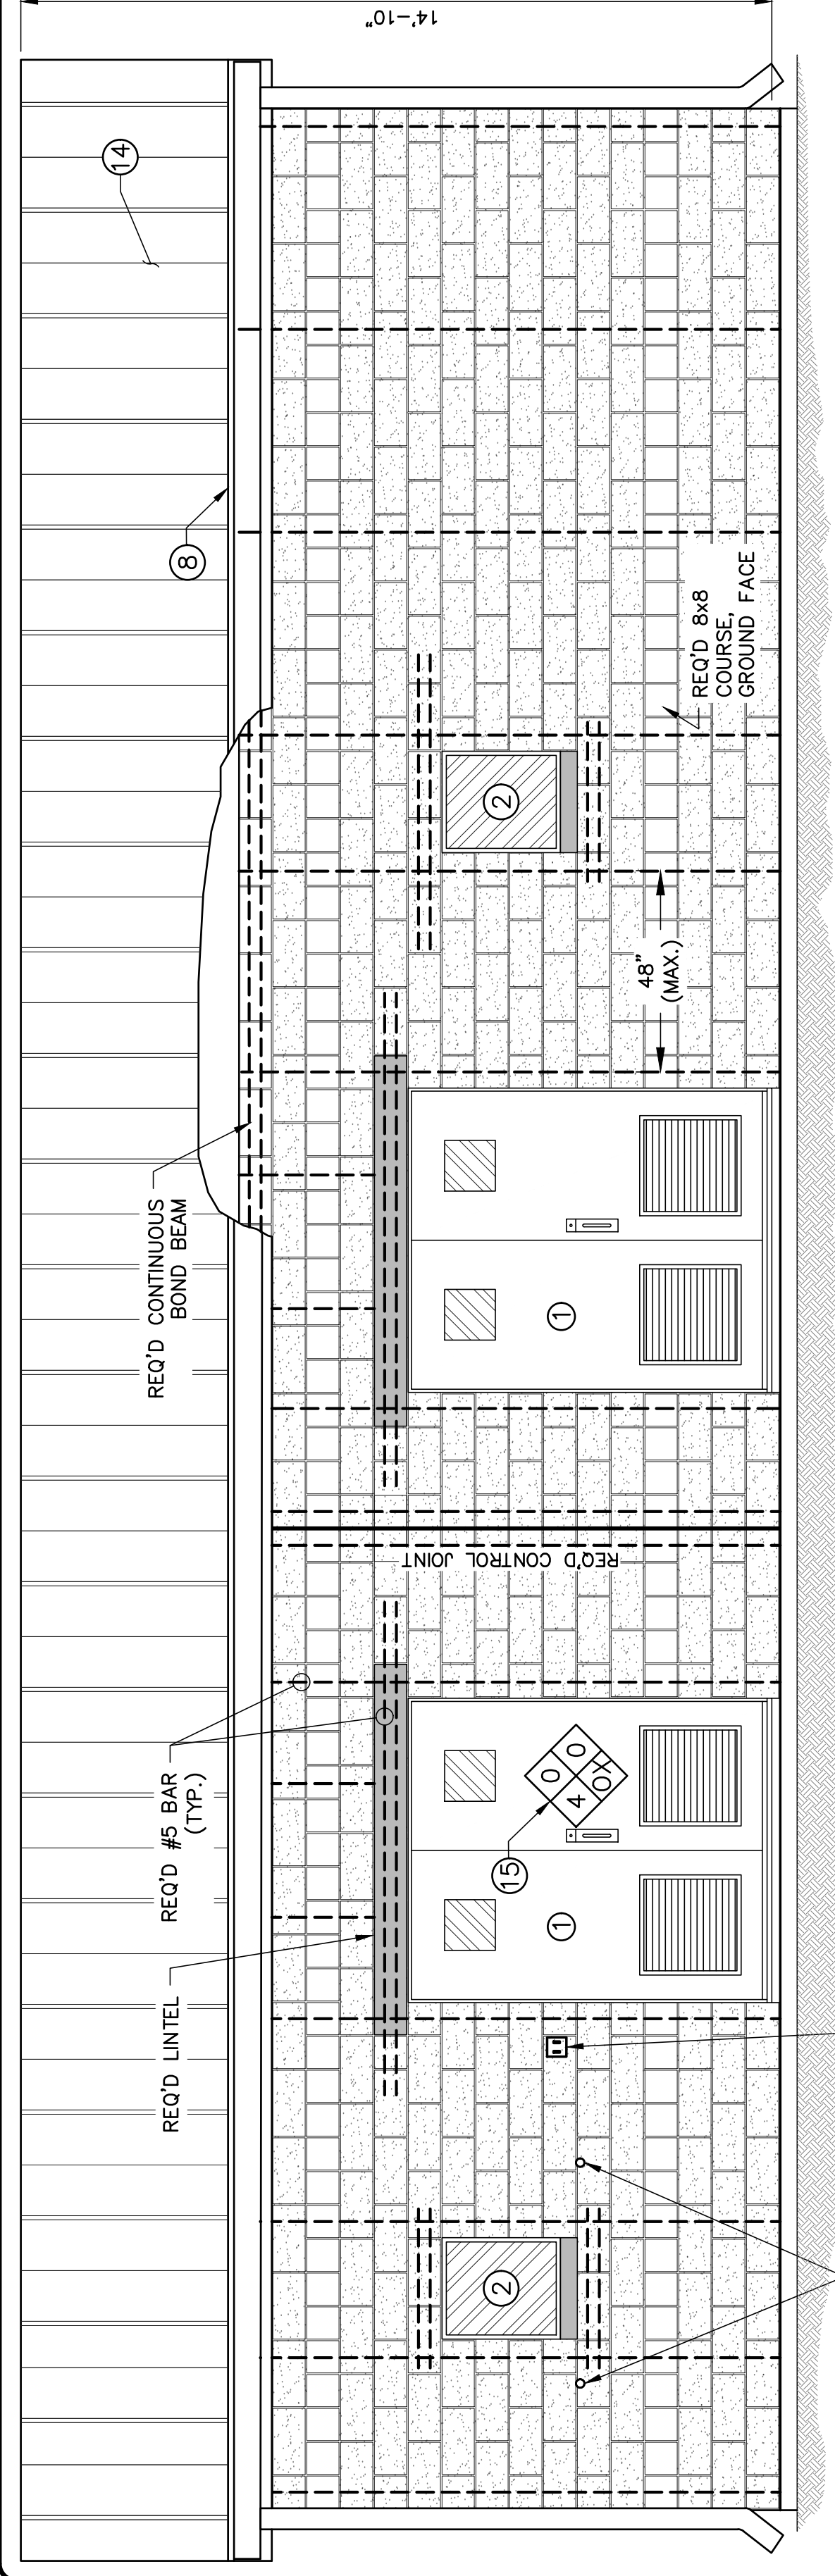 14'-10"
14
8
REQ'D CONTINUOUS
BOND BEAM
REQ'D #5 BAR
(TYP.)
REQ'D LINTEL
REQ'D CONTROL JOINT
2
1
15
0
4
0
OX
1
48"
(MAX.)
2
REQ'D 8x8
COURSE,
GROUND FACE